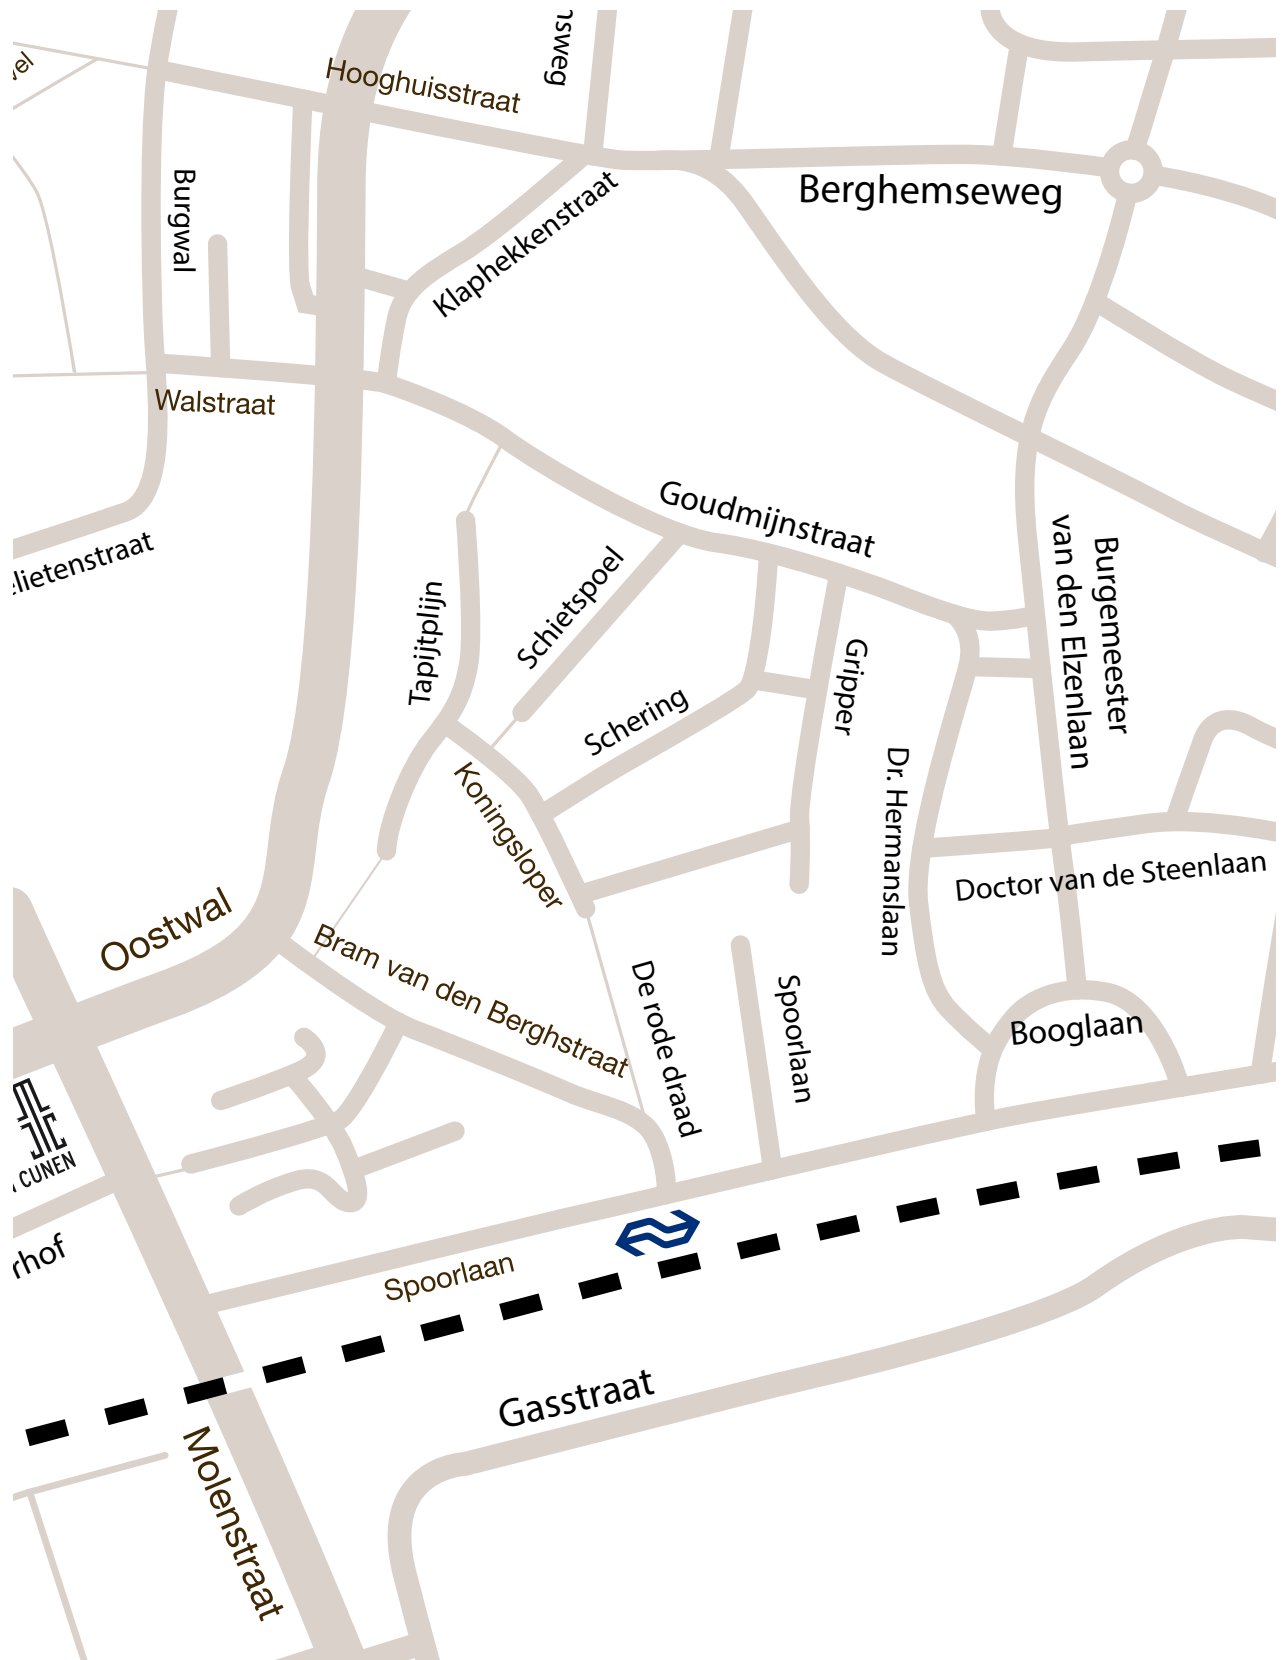 Hooghuisstraat
Burgwal
Klaphekkenstraat
Berghemseweg
Walstraat
Goudmijnstraat
Burgemeester
van den Elzenlaan
Tapijtplijn
Schietspoel
Schering
Gripper
Dr. Hermanslaan
Koningsloper
Doctor van de Steenlaan
Oostwal
Bram van den Berghstraat
De rode draad
Spoorlaan
Booglaan
CUNEN
Spoorlaan
Gasstraat
Molenstraat